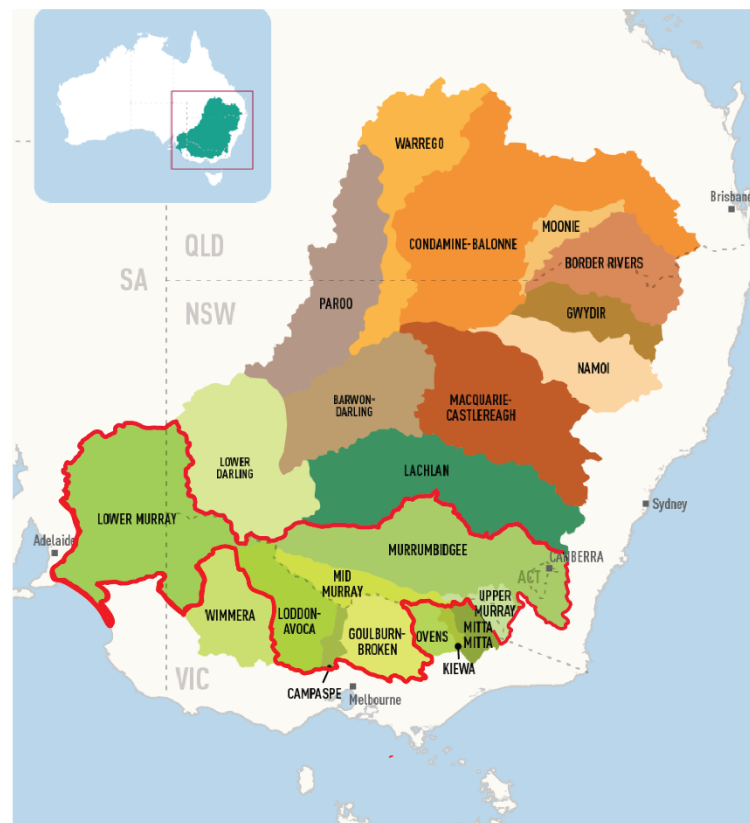 WARREGO
Brisbane
MOONIE
CONDAMINE-BALONNE
QLD
BORDER RIVERS
SA
PAROO
NSW
GWYDIR
NAMOI
BARWON-
DARLING
MACQUARIE-
CASTLEREAGH
LOWER
DARLING
LACHLAN
Sydney
LOWER MURRAY
Adelaide
MURRUMBIDGEE
CANBERRA
ACT
MID
MURRAY
UPPER
MURRAY
WIMMERA
LODDON-
AVOCA
GOULBURN-
BROKEN
OVENS
MITTA
MITTA
KIEWA
VIC
CAMPASPE
Melbourne